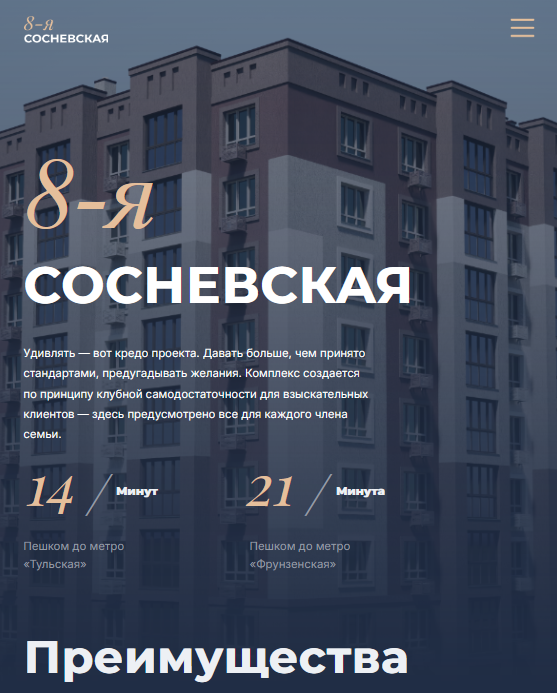 8-я
СОСНЕВСКАЯ
8-я
СОСНЕВСКАЯ
Удивлять — вот кредо проекта. Давать больше, чем принято
стандартами, предугадывать желания. Комплекс создается
по принципу клубной самодостаточности для взыскательных
клиентов — здесь предусмотрено все для каждого члена
семьи.
14 / Минут
21 / Минута
Пешком до метро
«Тульская»
Пешком до метро
«Фрунзенская»
Преимущества